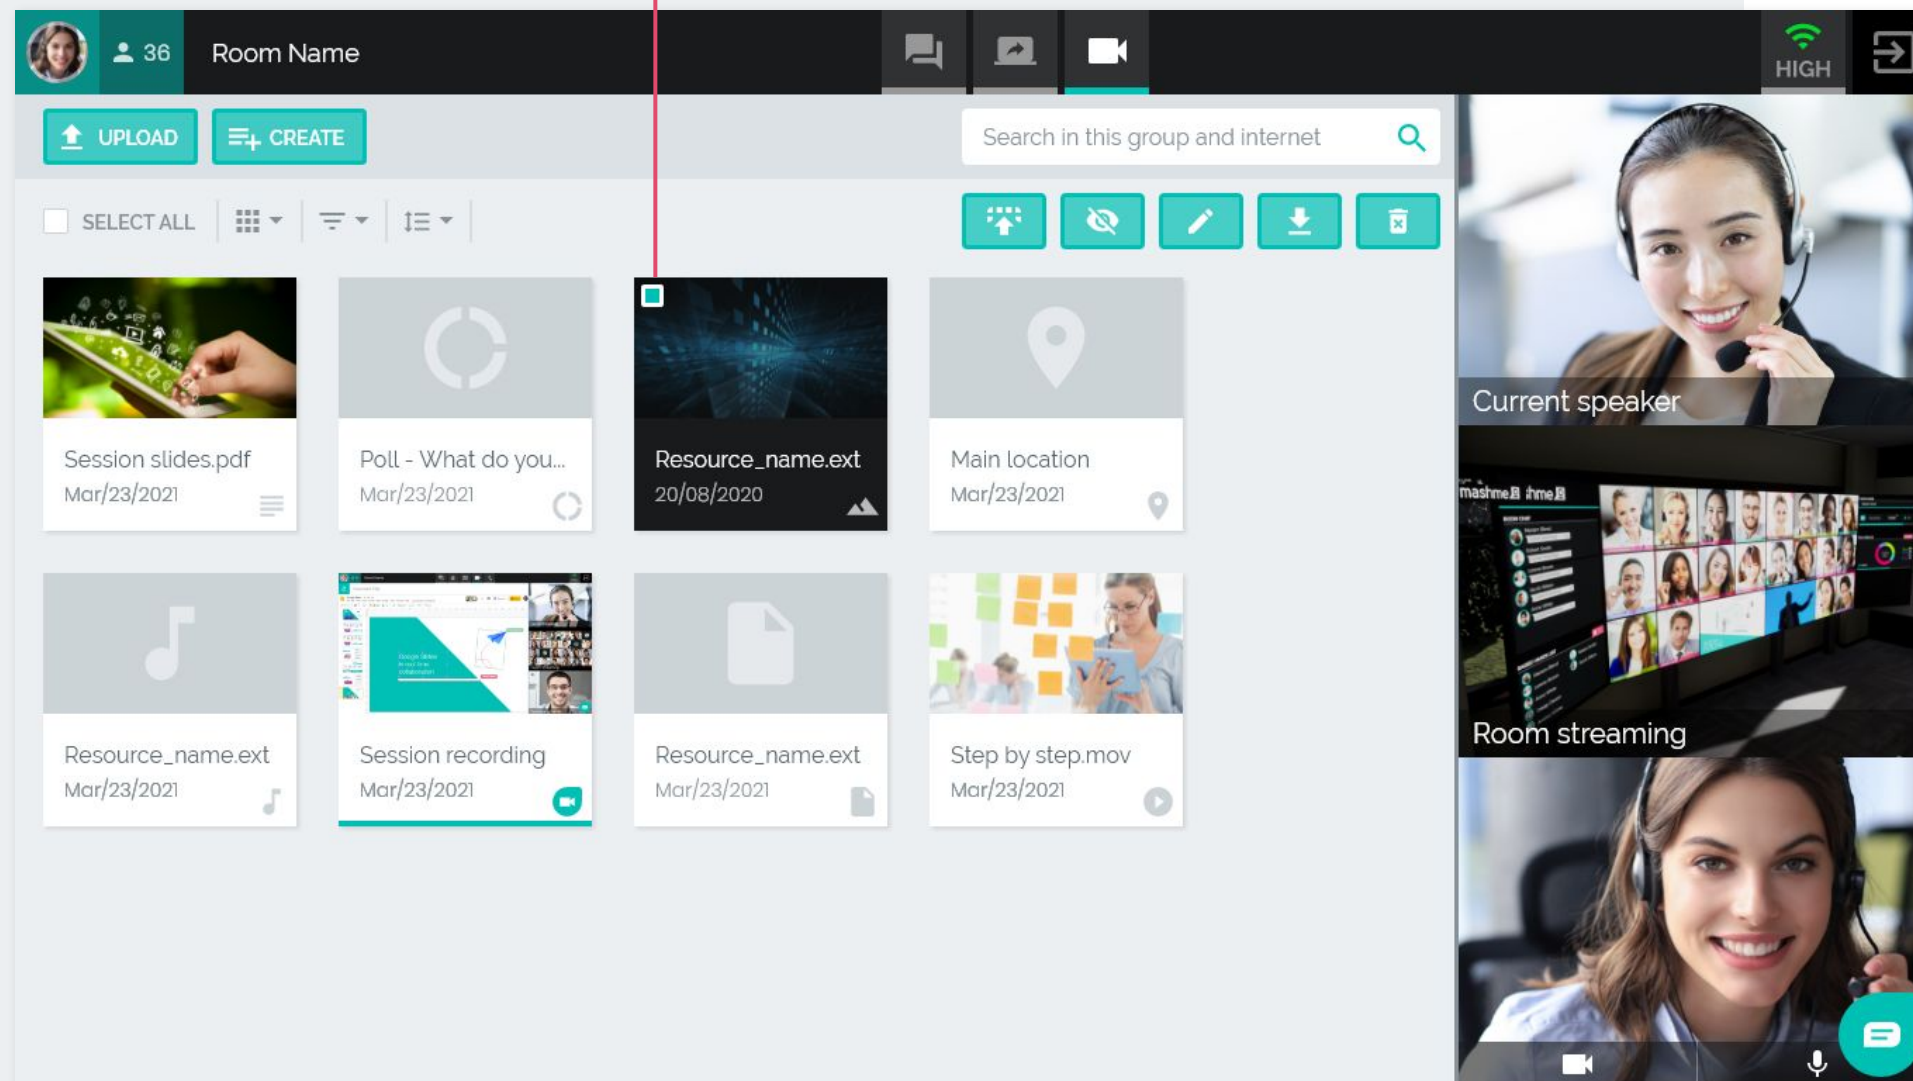 36
Room Name
HIGH
UPLOAD
CREATE
Search in this group and internet
SELECT ALL
Session slides.pdf
Mar/23/2021
Poll - What do you...
Mar/23/2021
Resource_name.ext
20/08/2020
Main location
Mar/23/2021
Resource_name.ext
Mar/23/2021
Google Slides
Session recording
Mar/23/2021
Resource_name.ext
Mar/23/2021
Step by step.mov
Mar/23/2021
Current speaker
mashme
Room streaming